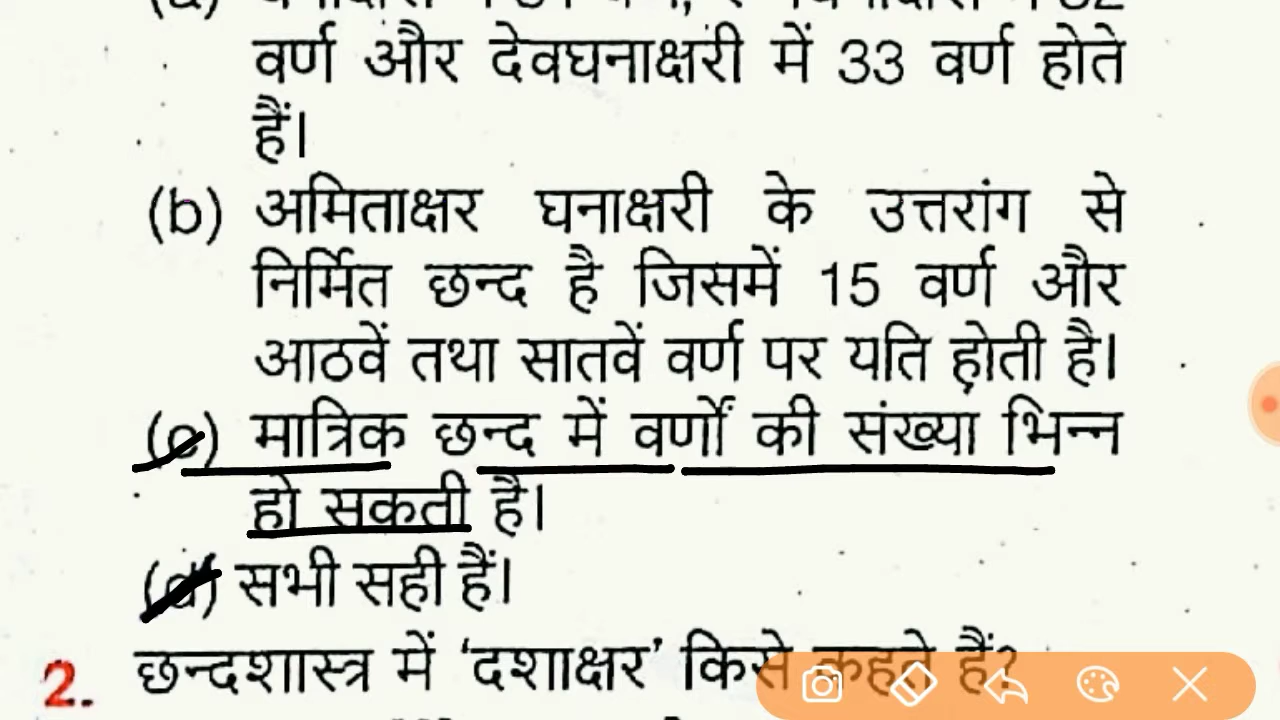 वर्ण और देवघनाक्षरी में 33 वर्ण होते
हैं।
(b) अमिताक्षर घनाक्षरी के उत्तरांग से
निर्मित छन्द है जिसमें 15 वर्ण और
आठवें तथा सातवें वर्ण पर यति होती है।
(c) मात्रिक छन्द में वर्णों की संख्या भिन्न
हो सकती है।
(d) सभी सही हैं।
2. छन्दशास्त्र में ‘दशाक्षर’ किसे कहते हैं?